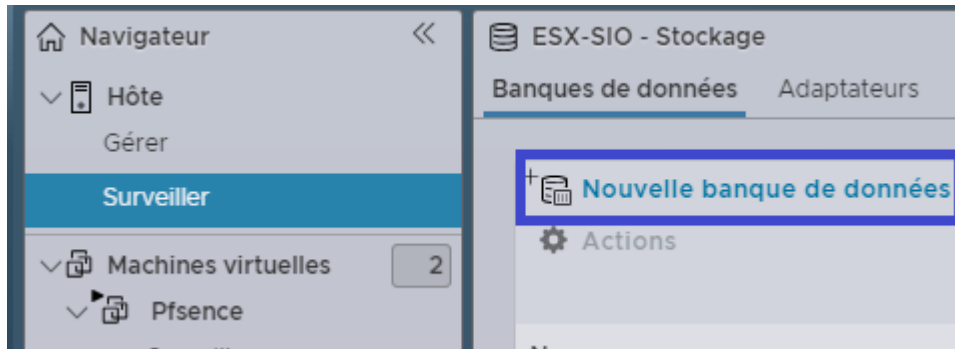 Navigateur
Hôte
Gérer
Surveiller
Machines virtuelles 2
Pfsence
ESX-SIO - Stockage
Banques de données Adaptateurs
Nouvelle banque de données
Actions